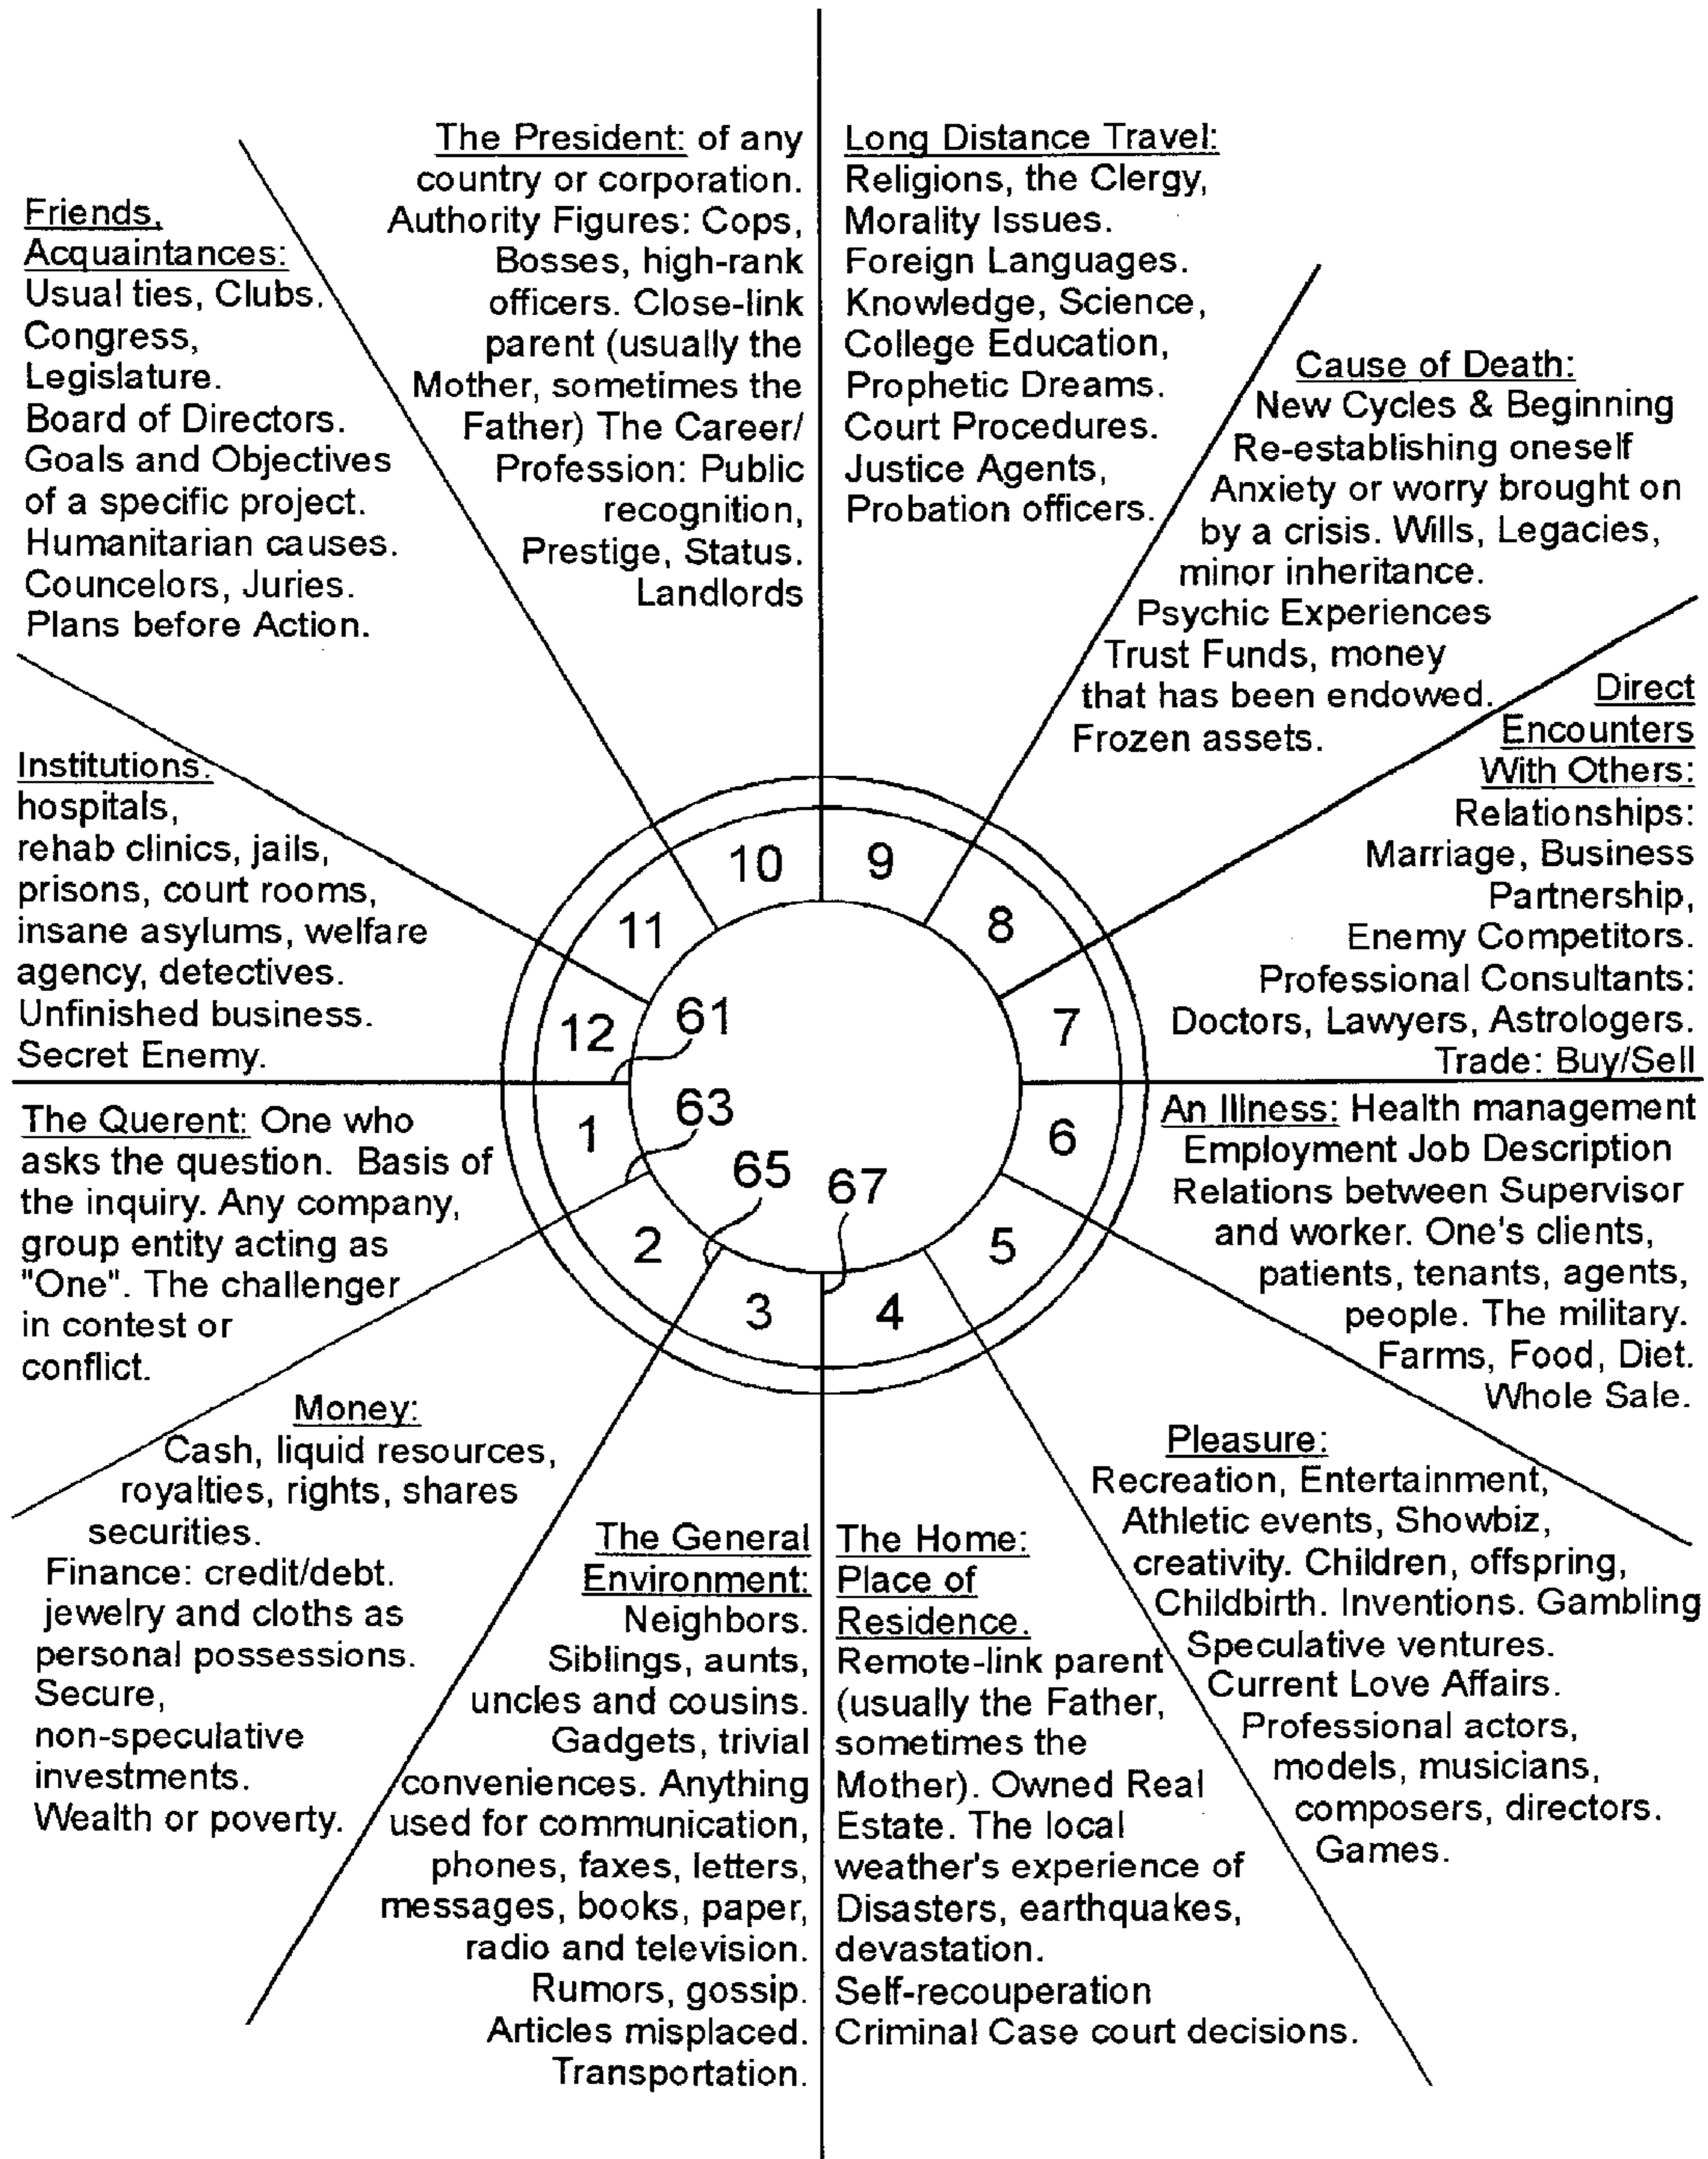 The President: of any
country or corporation.
Authority Figures: Cops,
Bosses, high-rank
officers. Close-link
parent (usually the
Mother, sometimes the
Father) The Career/
Profession: Public
recognition,
Prestige, Status.
Landlords
Long Distance Travel:
Religions, the Clergy,
Morality Issues.
Foreign Languages.
Knowledge, Science,
College Education,
Prophetic Dreams.
Court Procedures.
Justice Agents,
Probation officers.
Friends,
Acquaintances:
Usual ties, Clubs.
Congress,
Legislature.
Board of Directors.
Goals and Objectives
of a specific project.
Humanitarian causes.
Councelors, Juries.
Plans before Action.
Cause of Death:
New Cycles & Beginning
Re-establishing oneself
Anxiety or worry brought on
by a crisis. Wills, Legacies,
minor inheritance.
Psychic Experiences
Trust Funds, money
that has been endowed.
Frozen assets.
Institutions:
hospitals,
rehab clinics, jails,
prisons, court rooms,
insane asylums, welfare
agency, detectives.
Unfinished business.
Secret Enemy.
Direct
Encounters
With Others:
Relationships:
Marriage, Business
Partnership,
Enemy Competitors.
Professional Consultants:
Doctors, Lawyers, Astrologers.
Trade: Buy/Sell
10
9
11
8
12
61
7
1
63
6
65
67
2
5
3
4
The Querent: One who
asks the question. Basis of
the inquiry. Any company,
group entity acting as
"One". The challenger
in contest or
conflict.
An Illness: Health management
Employment Job Description
Relations between Supervisor
and worker. One's clients,
patients, tenants, agents,
people. The military.
Farms, Food, Diet.
Whole Sale.
Money:
Cash, liquid resources,
royalties, rights, shares
securities.
Finance: credit/debt.
jewelry and cloths as
personal possessions.
Secure,
non-speculative
investments.
Wealth or poverty.
The General
Environment:
Neighbors.
Siblings, aunts,
uncles and cousins.
Gadgets, trivial
conveniences. Anything
used for communication,
phones, faxes, letters,
messages, books, paper,
radio and television.
Rumors, gossip.
Articles misplaced.
Transportation.
The Home:
Place of
Residence.
Remote-link parent
(usually the Father,
sometimes the
Mother). Owned Real
Estate. The local
weather's experience of
Disasters, earthquakes,
devastation.
Self-recouperation
Criminal Case court decisions.
Pleasure:
Recreation, Entertainment,
Athletic events, Showbiz,
creativity. Children, offspring,
Childbirth. Inventions. Gambling
Speculative ventures.
Current Love Affairs.
Professional actors,
models, musicians,
composers, directors.
Games.